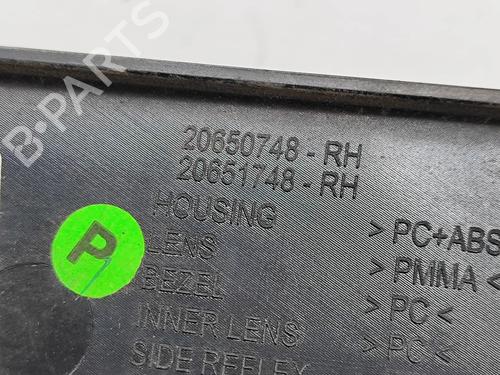 B-PARTS
20650748 - RH
20651748 - RH
HOUSING > PC+ABS
LENS > PMMA <
BEZEL > PC <
INNER LENS > PC <
SIDE REFLEX
P